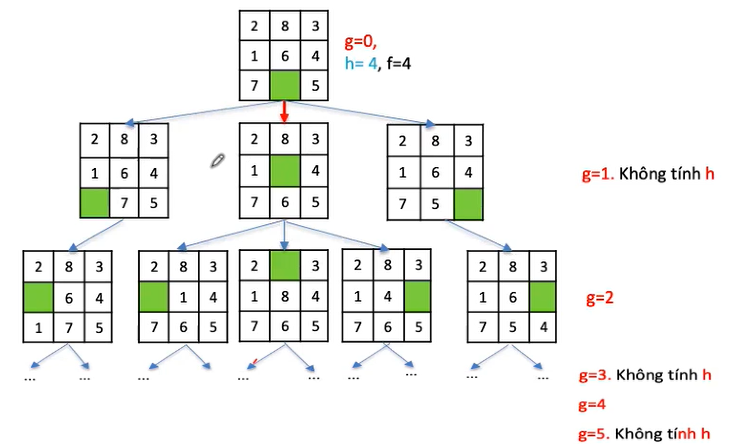 2 8 3
1 6 4
7 5
g=0,
h= 4, f=4
2 8 3
1 6 4
7 5
2 8 3
1 4
7 6 5
2 8 3
1 6 4
7 5
g=1. Không tính h
2 8 3
6 4
1 7 5
2 8 3
1 4
7 6 5
2 3
1 8 4
7 6 5
2 8 3
1 4
7 6 5
2 8 3
1 6
7 5 4
g=2
... ... ... ... ... ... ... ... ... ...
g=3. Không tính h
g=4
g=5. Không tính h